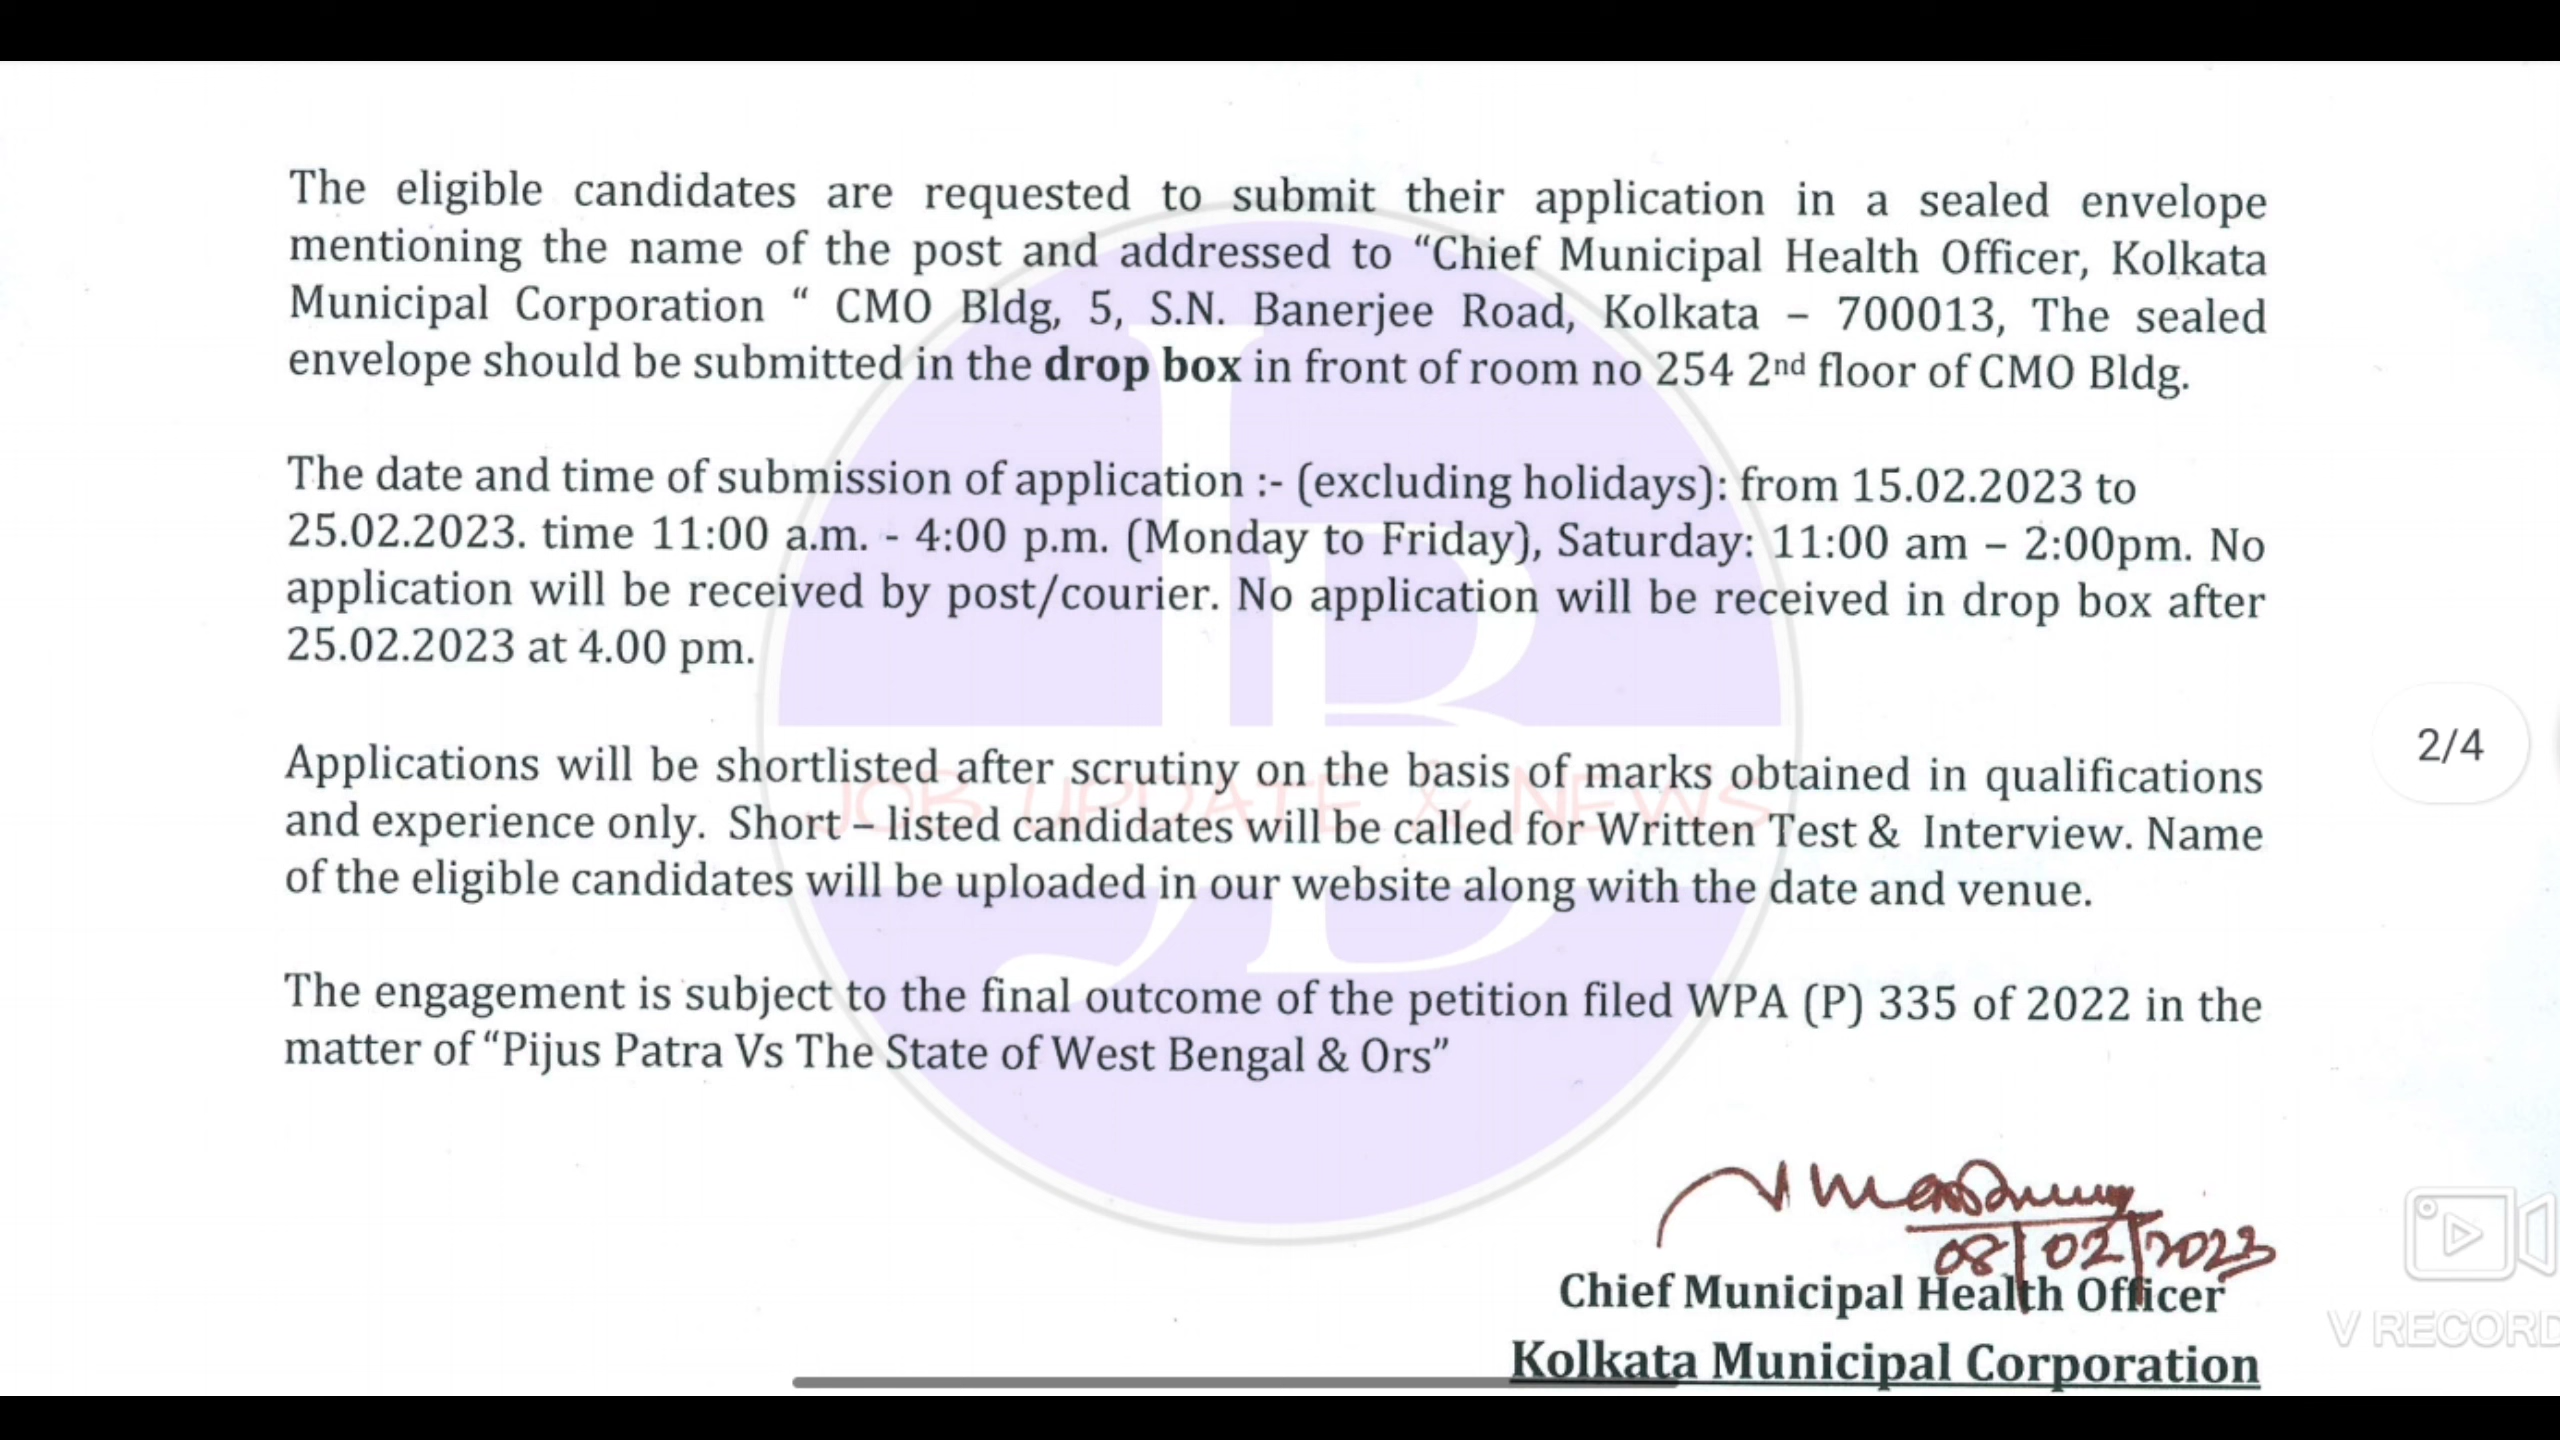 The eligible candidates are requested to submit their application in a sealed envelope
mentioning the name of the post and addressed to “Chief Municipal Health Officer, Kolkata
Municipal Corporation “ CMO Bldg, 5, S.N. Banerjee Road, Kolkata – 700013, The sealed
envelope should be submitted in the drop box in front of room no 254 2nd floor of CMO Bldg.
The date and time of submission of application :- (excluding holidays): from 15.02.2023 to
25.02.2023. time 11:00 a.m. - 4:00 p.m. (Monday to Friday), Saturday: 11:00 am – 2:00pm. No
application will be received by post/courier. No application will be received in drop box after
25.02.2023 at 4.00 pm.
2/4
Applications will be shortlisted after scrutiny on the basis of marks obtained in qualifications
JOB UPDATE & NEWS
and experience only. Short – listed candidates will be called for Written Test & Interview. Name
of the eligible candidates will be uploaded in our website along with the date and venue.
The engagement is subject to the final outcome of the petition filed WPA (P) 335 of 2022 in the
matter of “Pijus Patra Vs The State of West Bengal & Ors”
08/02/2023
Chief Municipal Health Officer
V RECORD
Kolkata Municipal Corporation